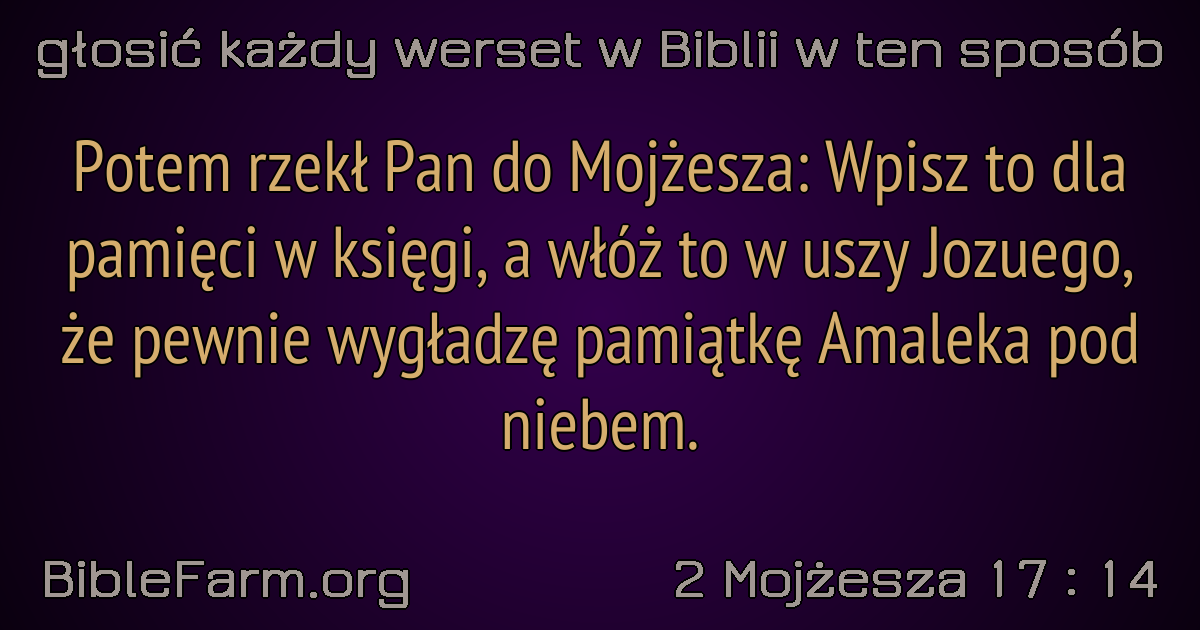 głosić każdy werset w Biblii w ten sposób
Potem rzekł Pan do Mojżesza: Wpisz to dla
pamięci w księgi, a włóż to w uszy Jozuego,
że pewnie wygładzę pamiątkę Amaleka pod
niebem.
BibleFarm.org
2 Mojżesza 17 : 14